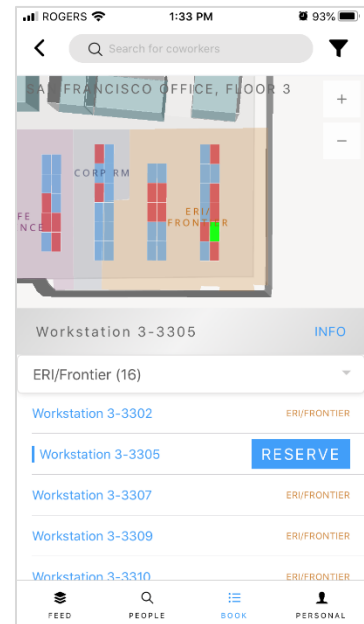 ROGERS 1:33 PM 93%
Search for coworkers
SAN FRANCISCO OFFICE, FLOOR 3
+
−
CORP RM
FE
NCE
ERI/
FRONTIER
Workstation 3-3305 INFO
ERI/Frontier (16)
Workstation 3-3302 ERI/FRONTIER
Workstation 3-3305 RESERVE
Workstation 3-3307 ERI/FRONTIER
Workstation 3-3309 ERI/FRONTIER
Workstation 3-3310 ERI/FRONTIER
FEED PEOPLE BOOK PERSONAL